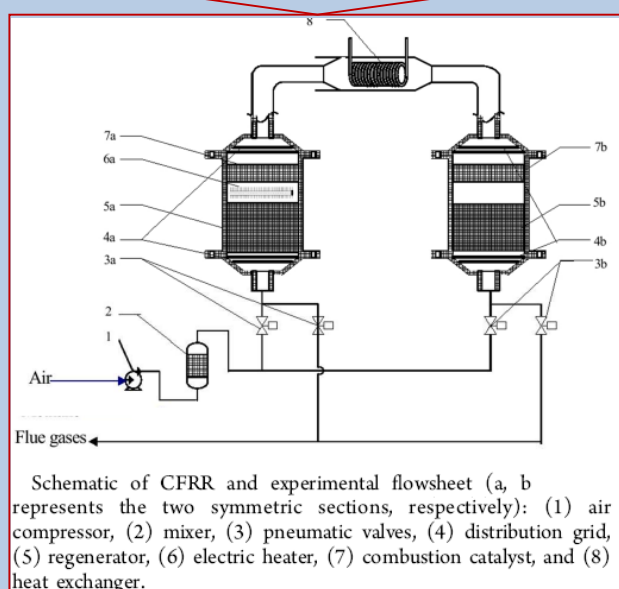 8
7a
6a
5a
4a
3a
2
1
7b
5b
4b
3b
Air
Flue gases
Schematic of CFRR and experimental flowsheet (a, b
represents the two symmetric sections, respectively): (1) air
compressor, (2) mixer, (3) pneumatic valves, (4) distribution grid,
(5) regenerator, (6) electric heater, (7) combustion catalyst, and (8)
heat exchanger.